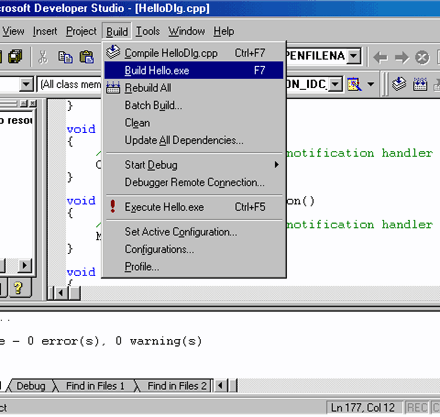 rosoft Developer Studio - [HelloDlg.cpp]
View Insert Project Build Tools Window Help
Compile HelloDlg.cpp Ctrl+F7
PENFILENA
Build Hello.exe F7
(All class mem
ON_IDC_
Rebuild All
Batch Build...
}
Clean
o resou
void
Update All Dependencies...
{
/ notification handler
Start Debug
C
}
Debugger Remote Connection...
void
Execute Hello.exe Ctrl+F5
on()
{
/ notification handler
Set Active Configuration...
M
Configurations...
}
Profile...
void
{
..
e - 0 error(s), 0 warning(s)
Debug Find in Files 1 Find in Files 2
ct
Ln 177, Col 12 REC C